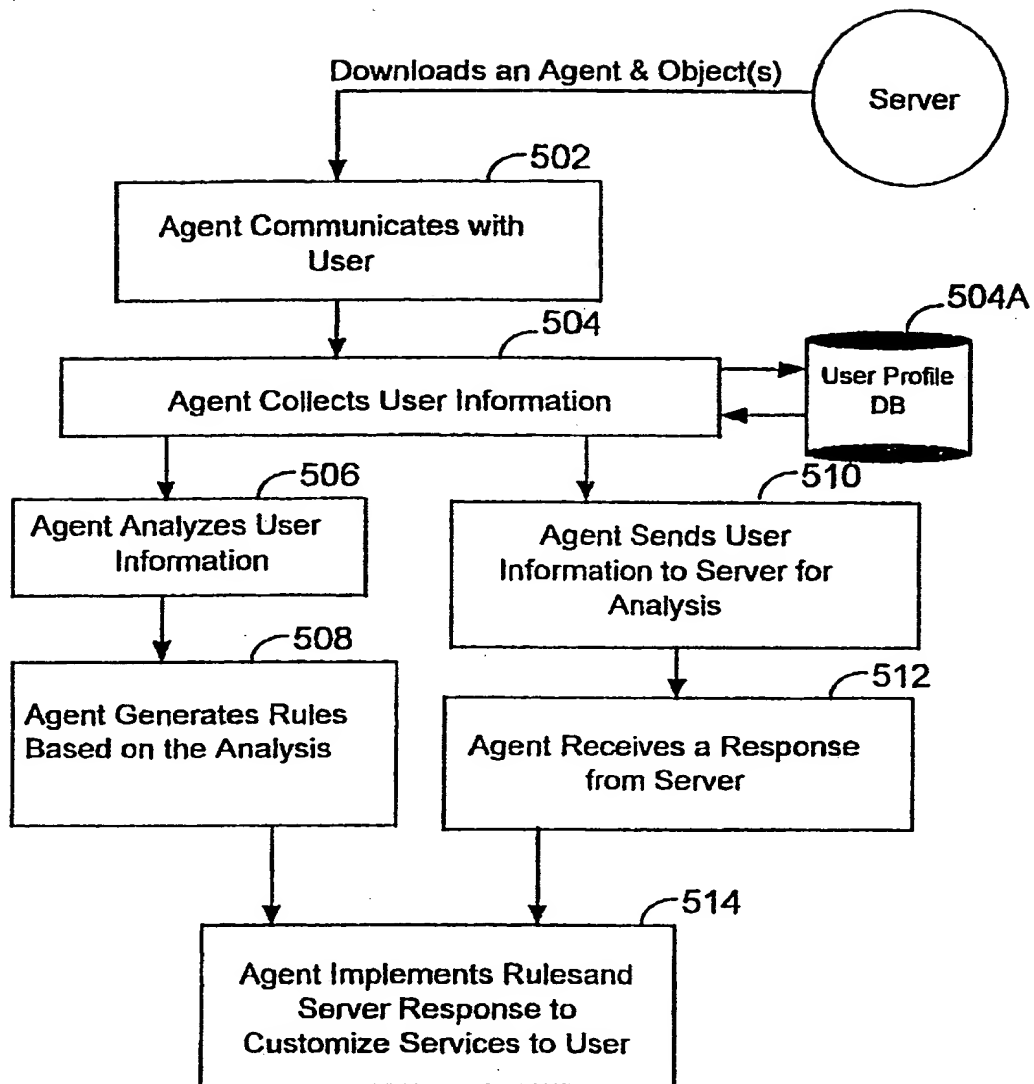 Downloads an Agent & Object(s)
Server
502
Agent Communicates with
User
504
Agent Collects User Information
504A
User Profile
DB
506
Agent Analyzes User
Information
510
Agent Sends User
Information to Server for
Analysis
508
Agent Generates Rules
Based on the Analysis
512
Agent Receives a Response
from Server
514
Agent Implements Rulesand
Server Response to
Customize Services to User